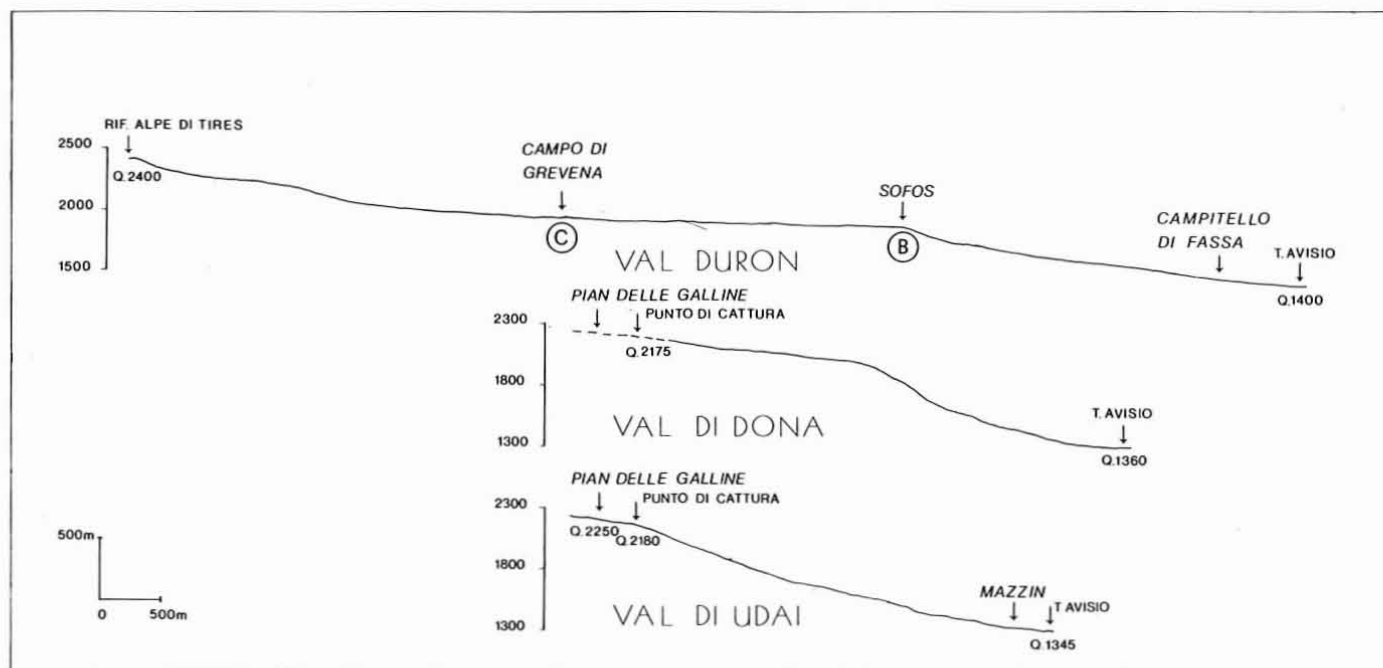 RIF. ALPE DI TIRES
2500
Q.2400
CAMPO DI
GREVENA
SOFOS
2000
C
B
CAMPITELLO
DI FASSA
T. AVISIO
VAL DURON
1500
Q.1400
PIAN DELLE GALLINE
PUNTO DI CATTURA
2300
Q.2175
1800
VAL DI DONA
T. AVISIO
1300
Q.1360
PIAN DELLE GALLINE
PUNTO DI CATTURA
2300
Q.2250
Q.2180
500m
1800
MAZZIN
T AVISIO
0 500m
VAL DI UDAI
1300
Q.1345